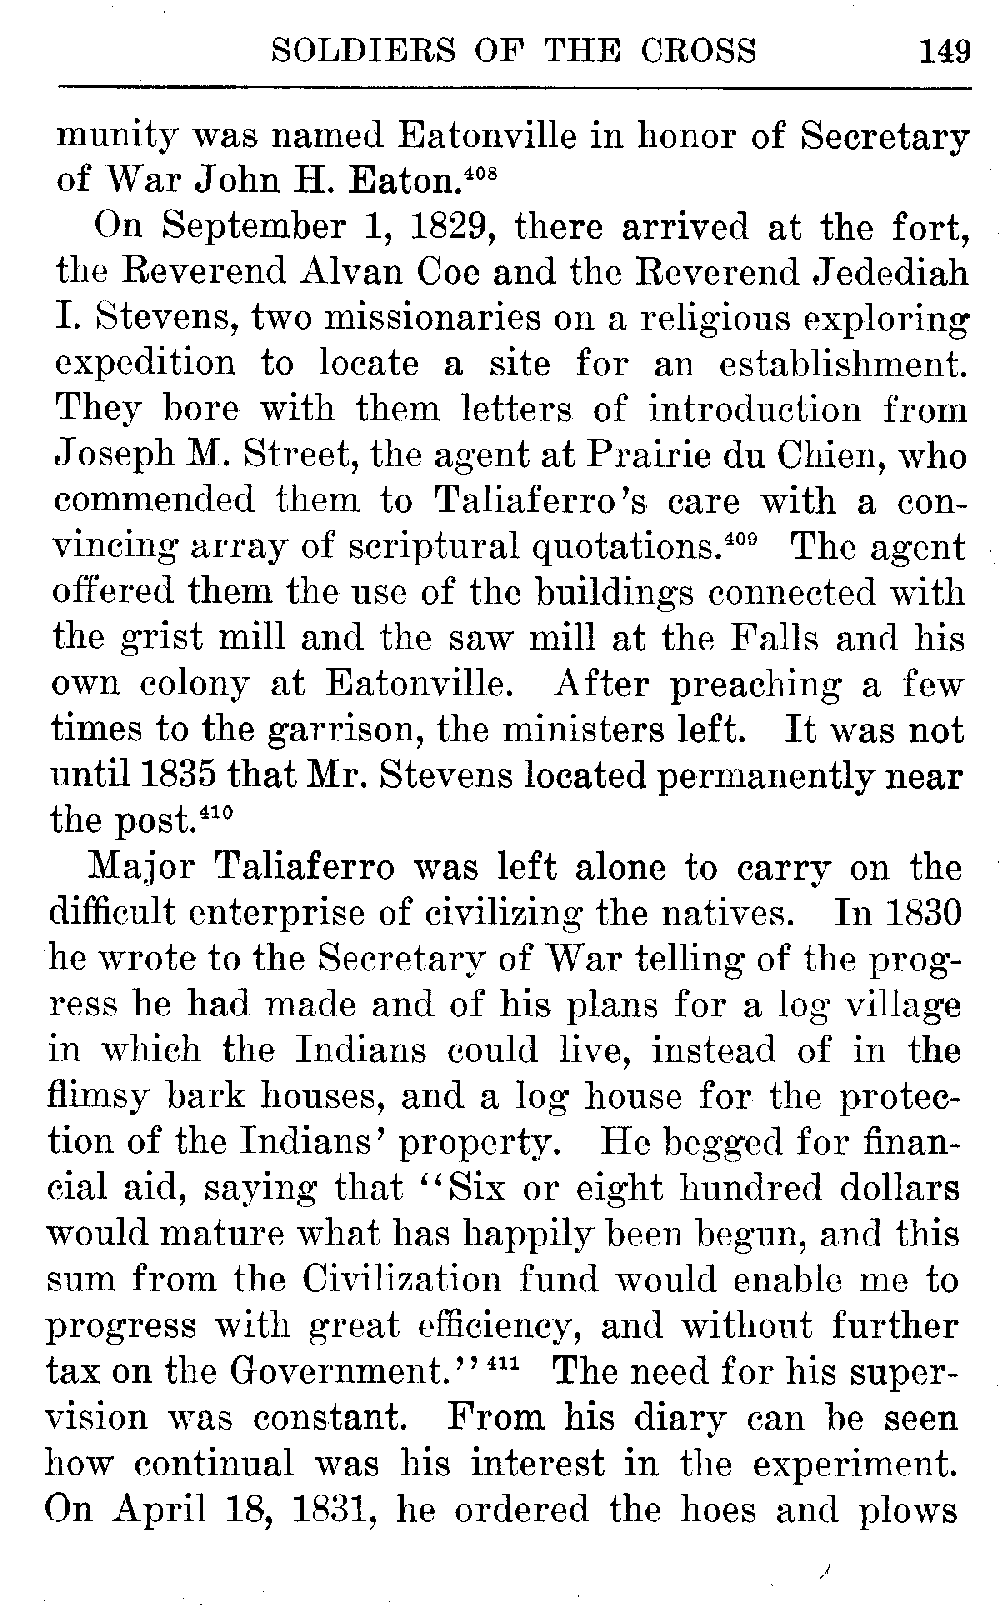 SOLDIERS OF THE CROSS 149
munity was named Eatonville in honor of Secretary
of War John H. Eaton.⁴⁰⁸
On September 1, 1829, there arrived at the fort,
the Reverend Alvan Coe and the Reverend Jedediah
I. Stevens, two missionaries on a religious exploring
expedition to locate a site for an establishment.
They bore with them letters of introduction from
Joseph M. Street, the agent at Prairie du Chien, who
commended them to Taliaferro's care with a con-
vincing array of scriptural quotations.⁴⁰⁹ The agent
offered them the use of the buildings connected with
the grist mill and the saw mill at the Falls and his
own colony at Eatonville. After preaching a few
times to the garrison, the ministers left. It was not
until 1835 that Mr. Stevens located permanently near
the post.⁴¹⁰
Major Taliaferro was left alone to carry on the
difficult enterprise of civilizing the natives. In 1830
he wrote to the Secretary of War telling of the prog-
ress he had made and of his plans for a log village
in which the Indians could live, instead of in the
flimsy bark houses, and a log house for the protec-
tion of the Indians' property. He begged for finan-
cial aid, saying that "Six or eight hundred dollars
would mature what has happily been begun, and this
sum from the Civilization fund would enable me to
progress with great efficiency, and without further
tax on the Government."⁴¹¹ The need for his super-
vision was constant. From his diary can be seen
how continual was his interest in the experiment.
On April 18, 1831, he ordered the hoes and plows